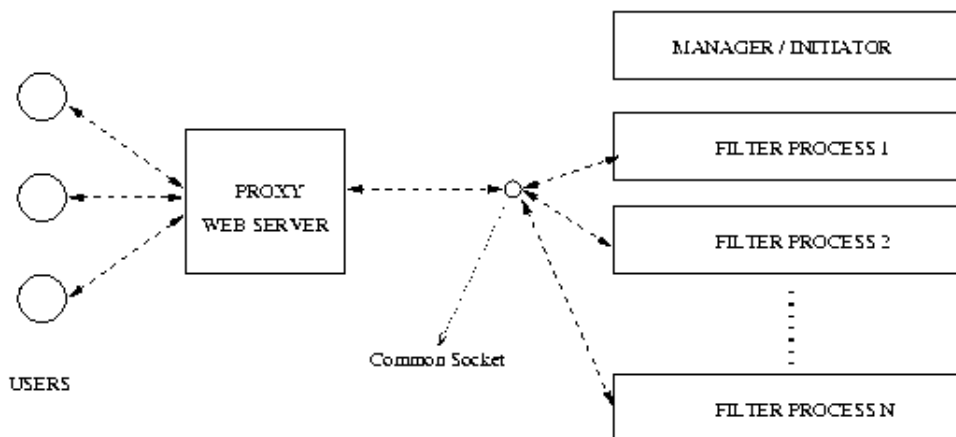 MANAGER / INITIATOR
FILTER PROCESS 1
PROXY
WEB SERVER
FILTER PROCESS 2
Common Socket
USERS
FILTER PROCESS N